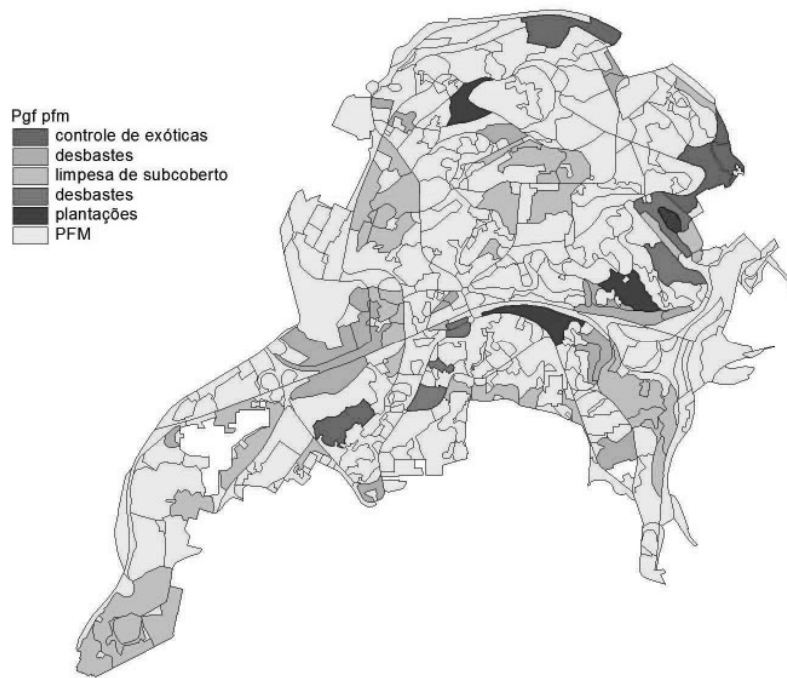 Pgf pfm
controle de exóticas
desbastes
limpesa de subcoberto
desbastes
plantações
PFM